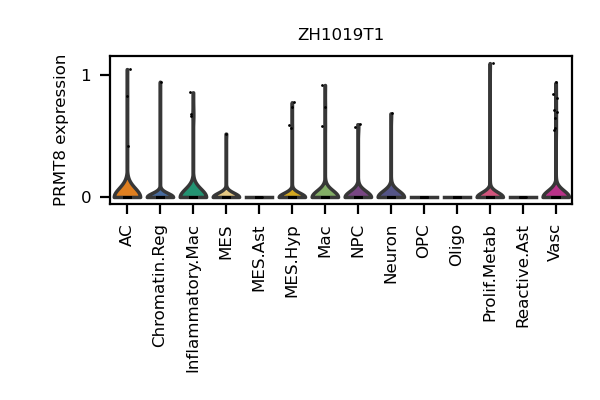 ZH1019T1
PRMT8 expression
1
0
AC
Chromatin.Reg
Inflammatory.Mac
MES
MES.Ast
MES.Hyp
Mac
NPC
Neuron
OPC
Oligo
Prolif.Metab
Reactive.Ast
Vasc